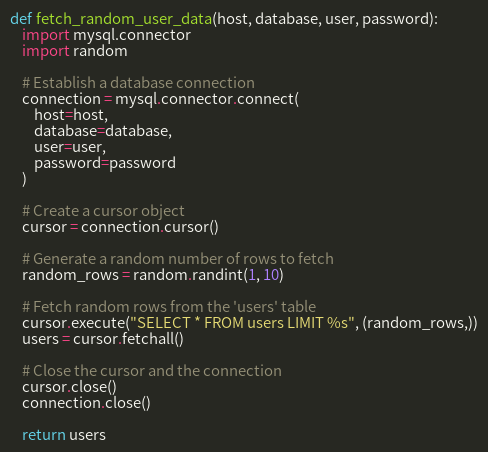 def fetch_random_user_data(host, database, user, password):
    import mysql.connector
    import random

    # Establish a database connection
    connection = mysql.connector.connect(
        host=host,
        database=database,
        user=user,
        password=password
    )

    # Create a cursor object
    cursor = connection.cursor()

    # Generate a random number of rows to fetch
    random_rows = random.randint(1, 10)

    # Fetch random rows from the 'users' table
    cursor.execute("SELECT * FROM users LIMIT %s", (random_rows,))
    users = cursor.fetchall()

    # Close the cursor and the connection
    cursor.close()
    connection.close()

    return users